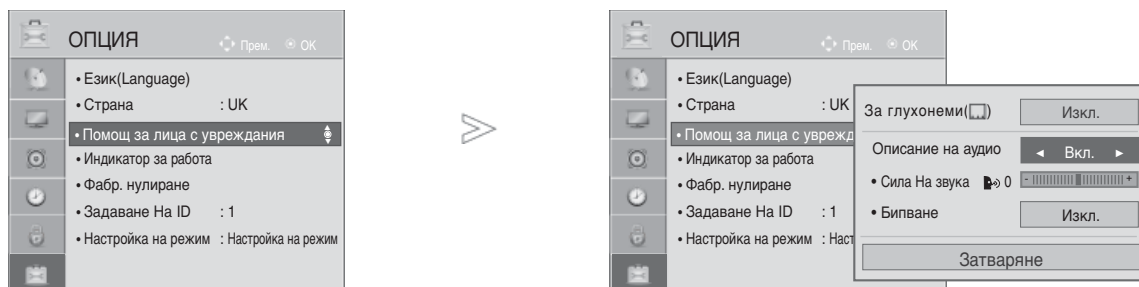 ОПЦИЯ Прем. OK
• Език(Language)
• Страна : UK
• Помощ за лица с увреждания
• Индикатор за работа
• Фабр. нулиране
• Задаване На ID : 1
• Настройка на режим : Настройка на режим
ОПЦИЯ Прем. OK
• Език(Language)
• Страна : UK
• Помощ за лица с уврежд
• Индикатор за работа
• Фабр. нулиране
• Задаване На ID : 1
• Настройка на режим : Наст
За глухонеми() Изкл.
Описание на аудио ◄ Вкл. ►
• Сила На звука 0 - +
• Бипване Изкл.
Затваряне